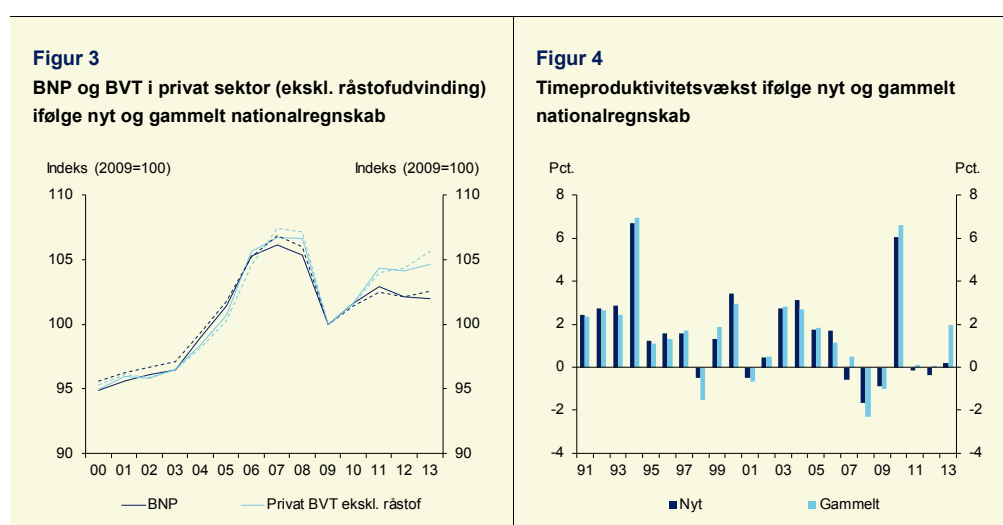 Figur 3
BNP og BVT i privat sektor (ekskl. råstofudvinding)
ifølge nyt og gammelt nationalregnskab
Indeks (2009=100) Indeks (2009=100)
110 110
105 105
100 100
95 95
90 90
00 01 02 03 04 05 06 07 08 09 10 11 12 13
BNP Privat BVT ekskl. råstof
Figur 4
Timeproduktivitetsvækst ifølge nyt og gammelt
nationalregnskab
Pct. Pct.
8 8
6 6
4 4
2 2
0 0
-2 -2
-4 -4
91 93 95 97 99 01 03 05 07 09 11 13
Nyt Gammelt